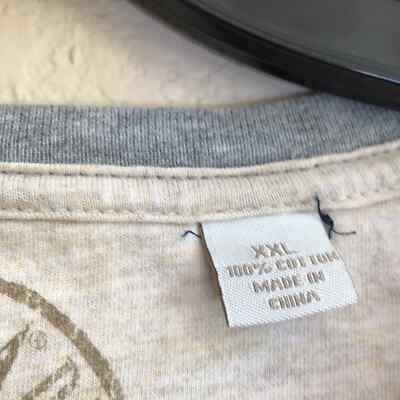 XXL
100% COTTON
MADE IN
CHINA